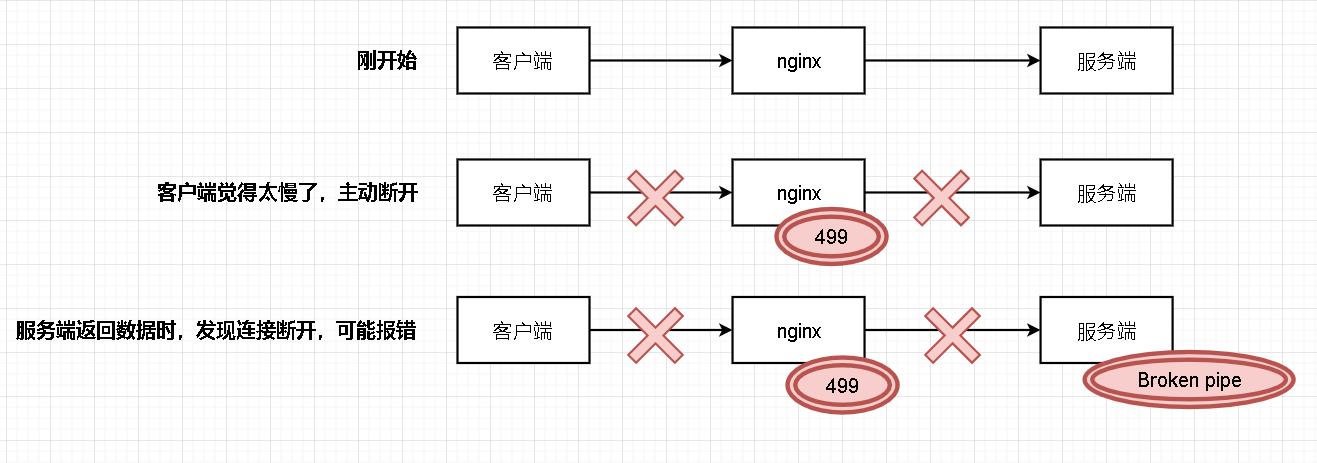 刚开始
客户端
nginx
服务端
客户端觉得太慢了，主动断开
客户端
nginx
服务端
499
服务端返回数据时，发现连接断开，可能报错
客户端
nginx
服务端
499
Broken pipe